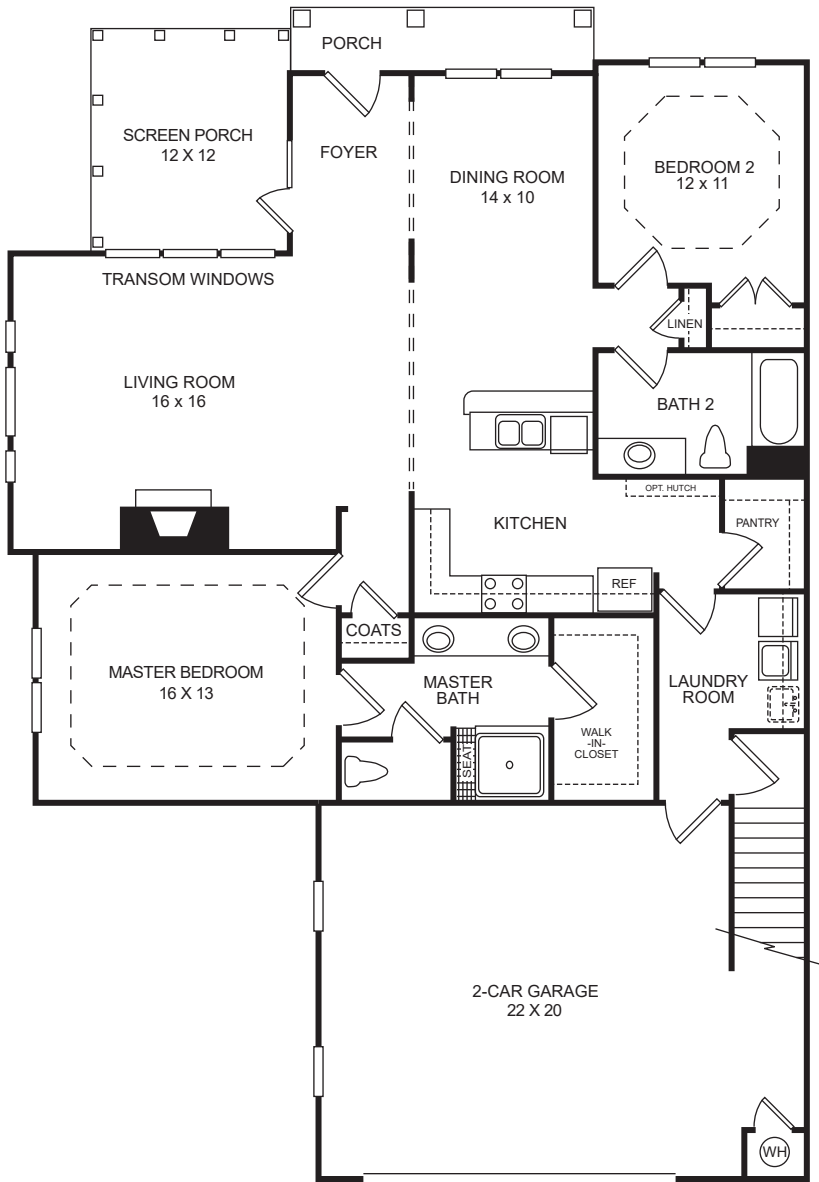 PORCH
SCREEN PORCH
12 X 12
FOYER
DINING ROOM
14 x 10
BEDROOM 2
12 x 11
TRANSOM WINDOWS
LINEN
LIVING ROOM
16 x 16
BATH 2
OPT. HUTCH
KITCHEN
PANTRY
REF
COATS
MASTER BEDROOM
16 X 13
MASTER
BATH
LAUNDRY
ROOM
WALK
-IN-
CLOSET
SEAT
2-CAR GARAGE
22 X 20
WH